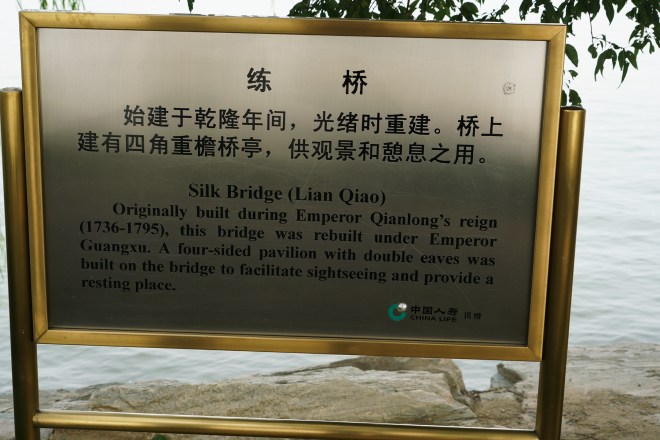 练 桥
始建于乾隆年间，光绪时重建。桥上
建有四角重檐桥亭，供观景和憩息之用。
Silk Bridge (Lian Qiao)
Originally built during Emperor Qianlong's reign
(1736-1795), this bridge was rebuilt under Emperor
Guangxu. A four-sided pavilion with double eaves was
built on the bridge to facilitate sightseeing and provide a
resting place.
中国人寿 捐赠
CHINA LIFE